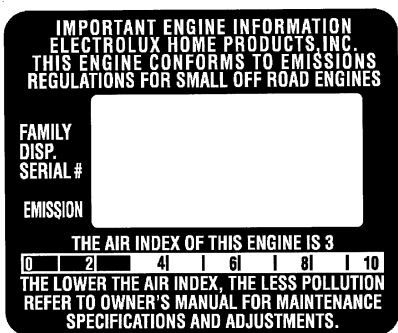 IMPORTANT ENGINE INFORMATION
ELECTROLUX HOME PRODUCTS, INC.
THIS ENGINE CONFORMS TO EMISSIONS
REGULATIONS FOR SMALL OFF ROAD ENGINES
FAMILY
DISP.
SERIAL #
EMISSION
THE AIR INDEX OF THIS ENGINE IS 3
0 2 4 6 8 10
THE LOWER THE AIR INDEX, THE LESS POLLUTION
REFER TO OWNER'S MANUAL FOR MAINTENANCE
SPECIFICATIONS AND ADJUSTMENTS.